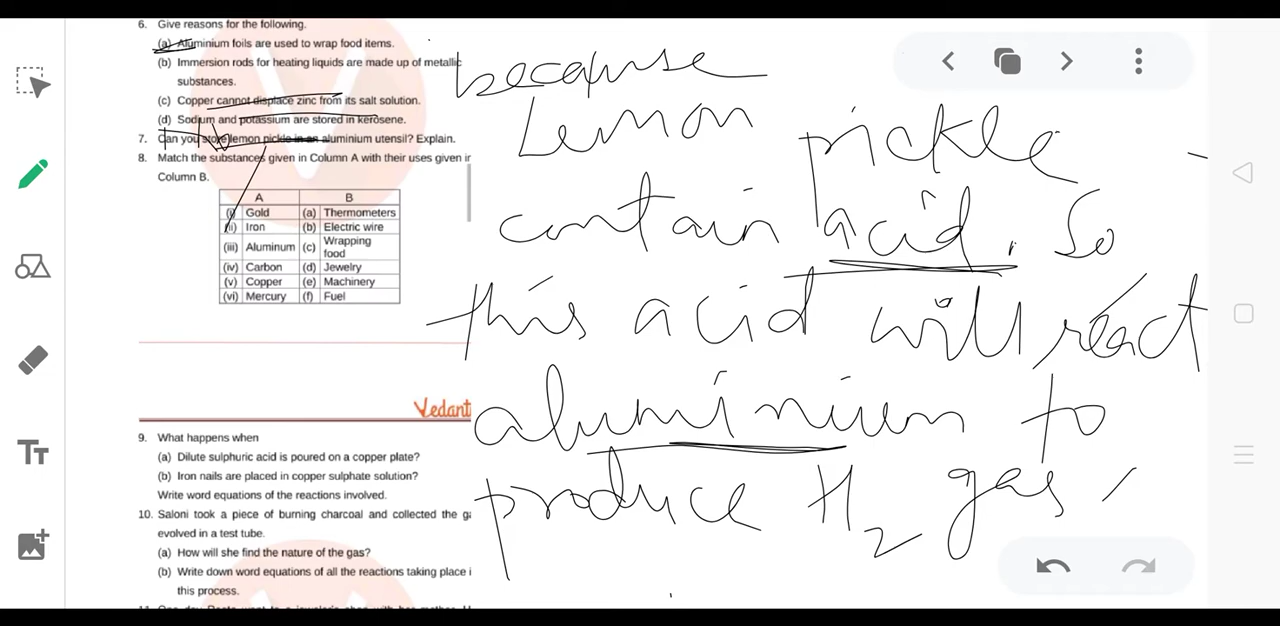 6. Give reasons for the following.
(a) Aluminium foils are used to wrap food items.
(b) Immersion rods for heating liquids are made up of metallic
substances.
(c) Copper cannot displace zinc from its salt solution.
(d) Sodium and potassium are stored in kerosene.
7. Can you store lemon pickle in an aluminium utensil? Explain.
8. Match the substances given in Column A with their uses given in
Column B.
A B
(i) Gold (a) Thermometers
(ii) Iron (b) Electric wire
(iii) Aluminum (c) Wrapping food
(iv) Carbon (d) Jewelry
(v) Copper (e) Machinery
(vi) Mercury (f) Fuel
Vedant
9. What happens when
(a) Dilute sulphuric acid is poured on a copper plate?
(b) Iron nails are placed in copper sulphate solution?
Write word equations of the reactions involved.
10. Saloni took a piece of burning charcoal and collected the ga
evolved in a test tube.
(a) How will she find the nature of the gas?
(b) Write down word equations of all the reactions taking place i
this process.
because
Lemon pickle
contain acid. So
this acid will react
aluminium to
produce H2 gas
Tt